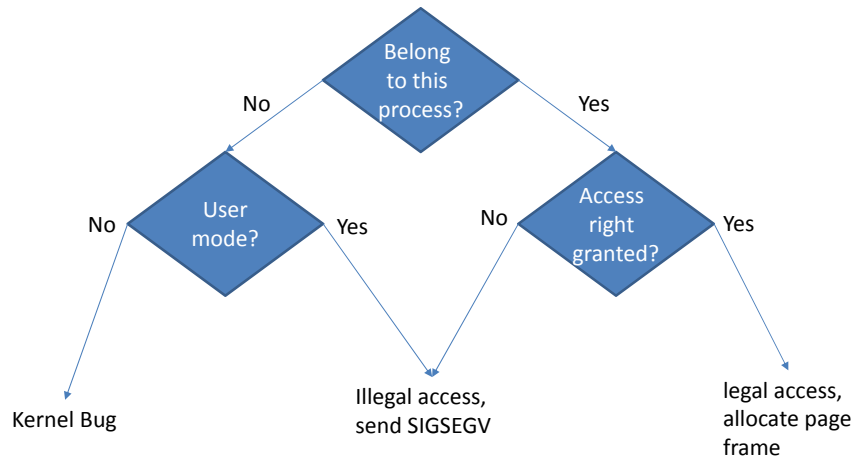 Belong
to this
process?
No
Yes
User
mode?
Access
right
granted?
No
Yes
No
Yes
Kernel Bug
Illegal access,
send SIGSEGV
legal access,
allocate page
frame